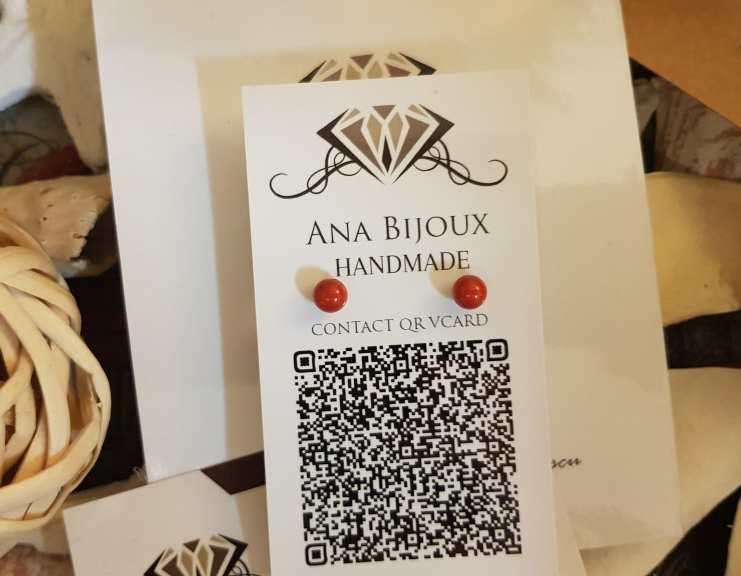 ANA BIJOUX
HANDMADE
CONTACT QR VCARD